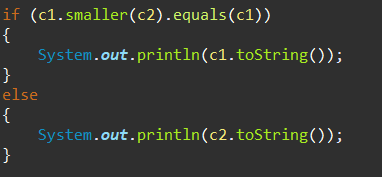 if (c1.smaller(c2).equals(c1))
{
    System.out.println(c1.toString());
}
else
{
    System.out.println(c2.toString());
}